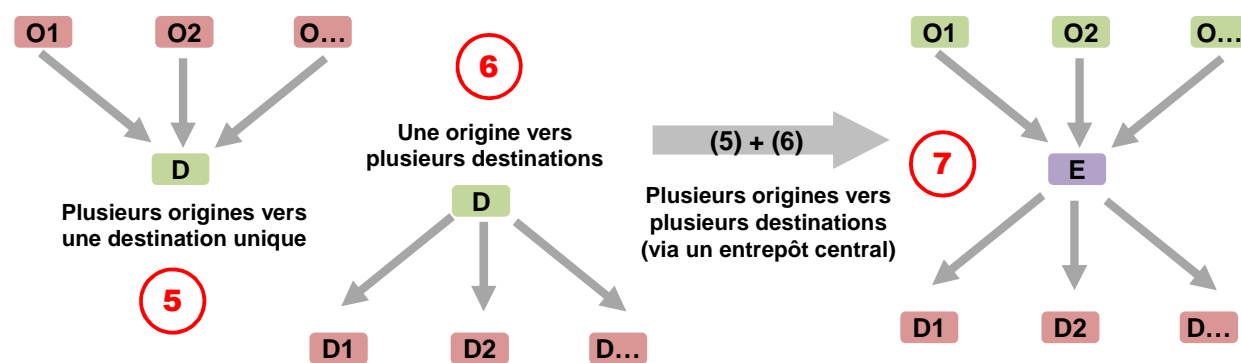 O1
O2
O…
D
Plusieurs origines vers
une destination unique
5
6
Une origine vers
plusieurs destinations
D
D1
D2
D…
(5) + (6)
Plusieurs origines vers
plusieurs destinations
(via un entrepôt central)
O1
O2
O…
7
E
D1
D2
D…